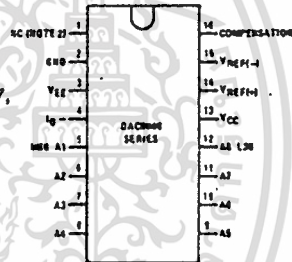 NC (NOTE 2) 1
16 COMPENSATION
GND 2
15 VREF(-)
VEE 3
14 VREF(+)
IO 4
13 VCC
DAC0808
SERIES
MSB A1 5
12 A8 LSB
A2 6
11 A7
A3 7
10 A6
A4 8
9 A5